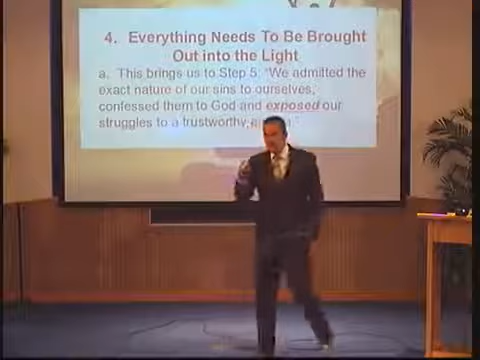 4. Everything Needs To Be Brought
Out into the Light
a. This brings us to Step 5: "We admitted the
exact nature of our sins to ourselves,
confessed them to God and exposed our
struggles to a trustworthy